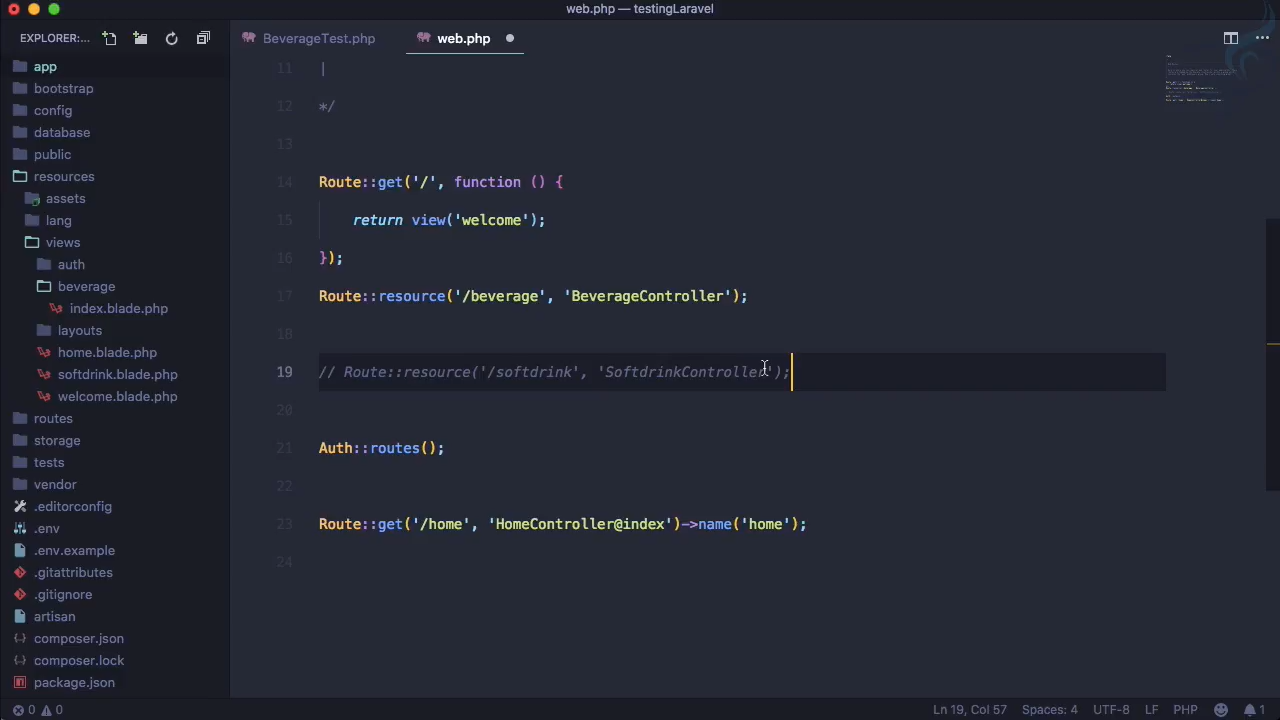 web.php — testingLaravel
EXPLORER:...
BeverageTest.php
web.php
app
bootstrap
config
database
public
resources
assets
lang
views
auth
beverage
index.blade.php
layouts
home.blade.php
softdrink.blade.php
welcome.blade.php
routes
storage
tests
vendor
.editorconfig
.env
.env.example
.gitattributes
.gitignore
artisan
composer.json
composer.lock
package.json
11 |
12 */
13
14 Route::get('/', function () {
15 return view('welcome');
16 });
17 Route::resource('/beverage', 'BeverageController');
18
19 // Route::resource('/softdrink', 'SoftdrinkController');
20
21 Auth::routes();
22
23 Route::get('/home', 'HomeController@index')->name('home');
24
0 0 Ln 19, Col 57 Spaces: 4 UTF-8 LF PHP 1